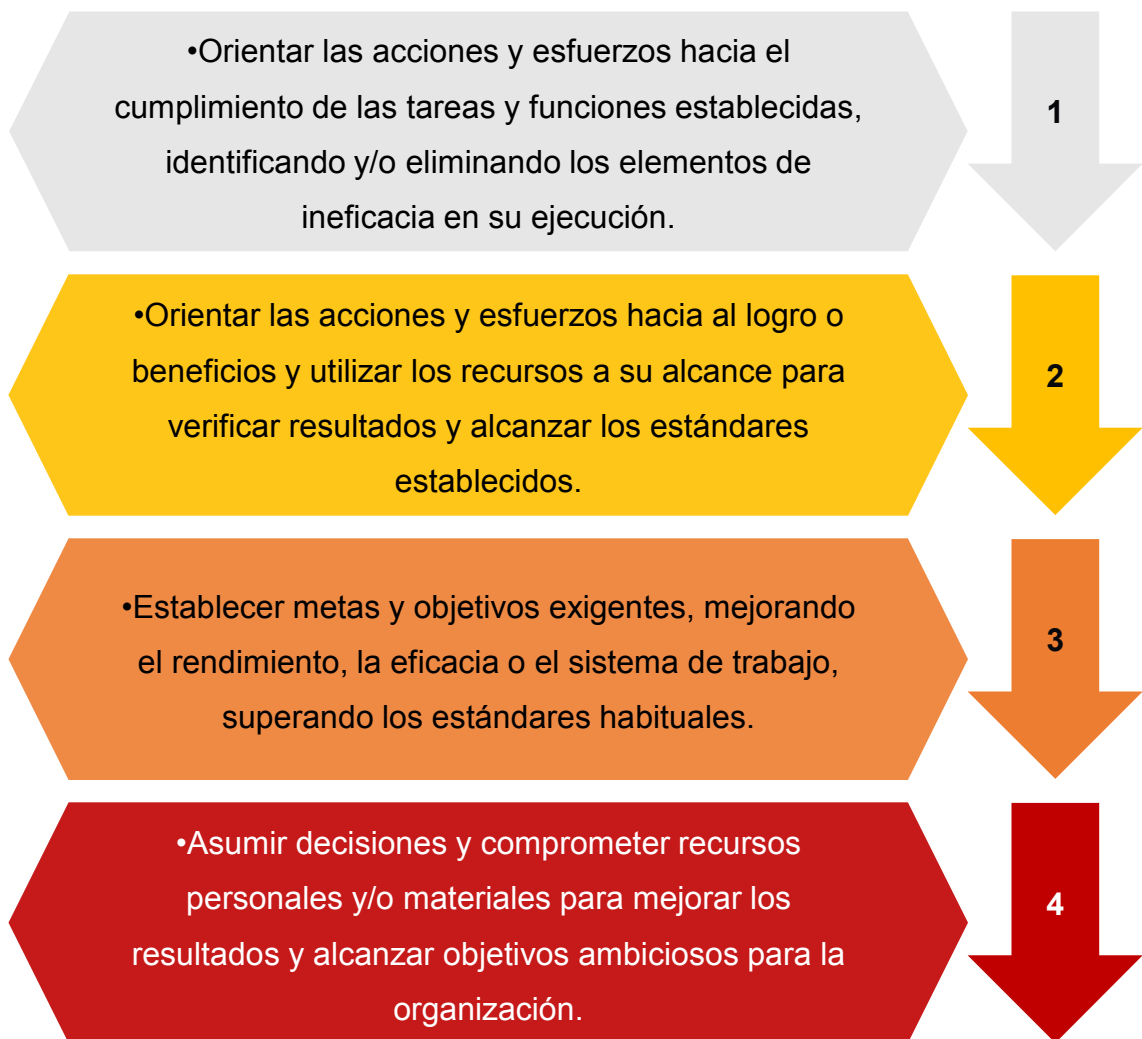 •Orientar las acciones y esfuerzos hacia el
cumplimiento de las tareas y funciones establecidas,
identificando y/o eliminando los elementos de
ineficacia en su ejecución.
1
•Orientar las acciones y esfuerzos hacia al logro o
beneficios y utilizar los recursos a su alcance para
verificar resultados y alcanzar los estándares
establecidos.
2
•Establecer metas y objetivos exigentes, mejorando
el rendimiento, la eficacia o el sistema de trabajo,
superando los estándares habituales.
3
•Asumir decisiones y comprometer recursos
personales y/o materiales para mejorar los
resultados y alcanzar objetivos ambiciosos para la
organización.
4